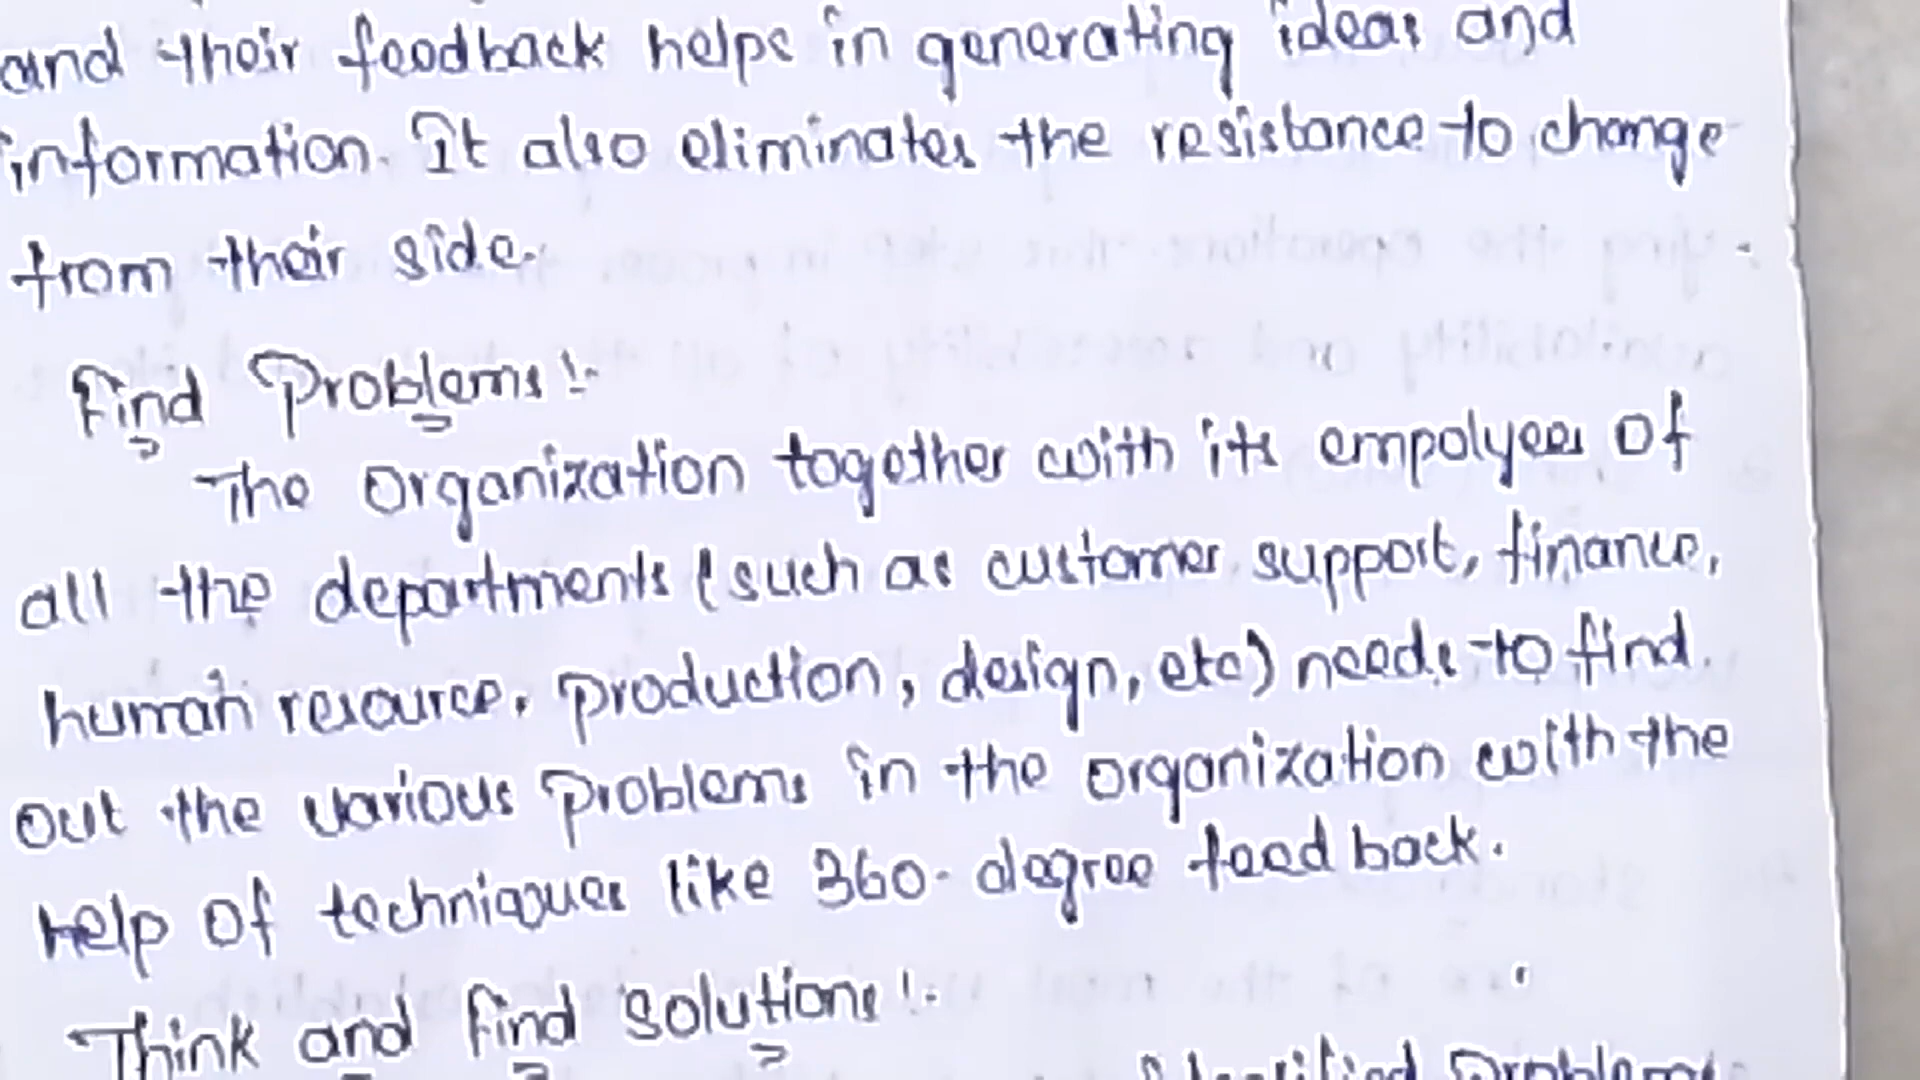 and their feedback helps in generating ideas and
information. It also eliminates the resistance to change
from their side.
Find Problems :-
The organization together with its empolyees of
all the departments (such as customer support, finance,
human resource, production, design, etc) needs to find
out the various problems in the organization with the
help of techniques like 360-degree feed back.
Think and find solutions :-
Problems